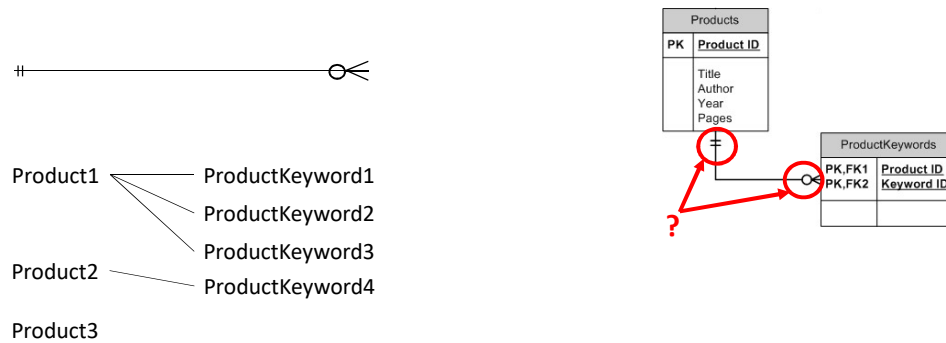 Products
PK Product ID
Title
Author
Year
Pages
ProductKeywords
PK,FK1 Product ID
PK,FK2 Keyword ID
?
Product1
ProductKeyword1
ProductKeyword2
ProductKeyword3
Product2
ProductKeyword4
Product3